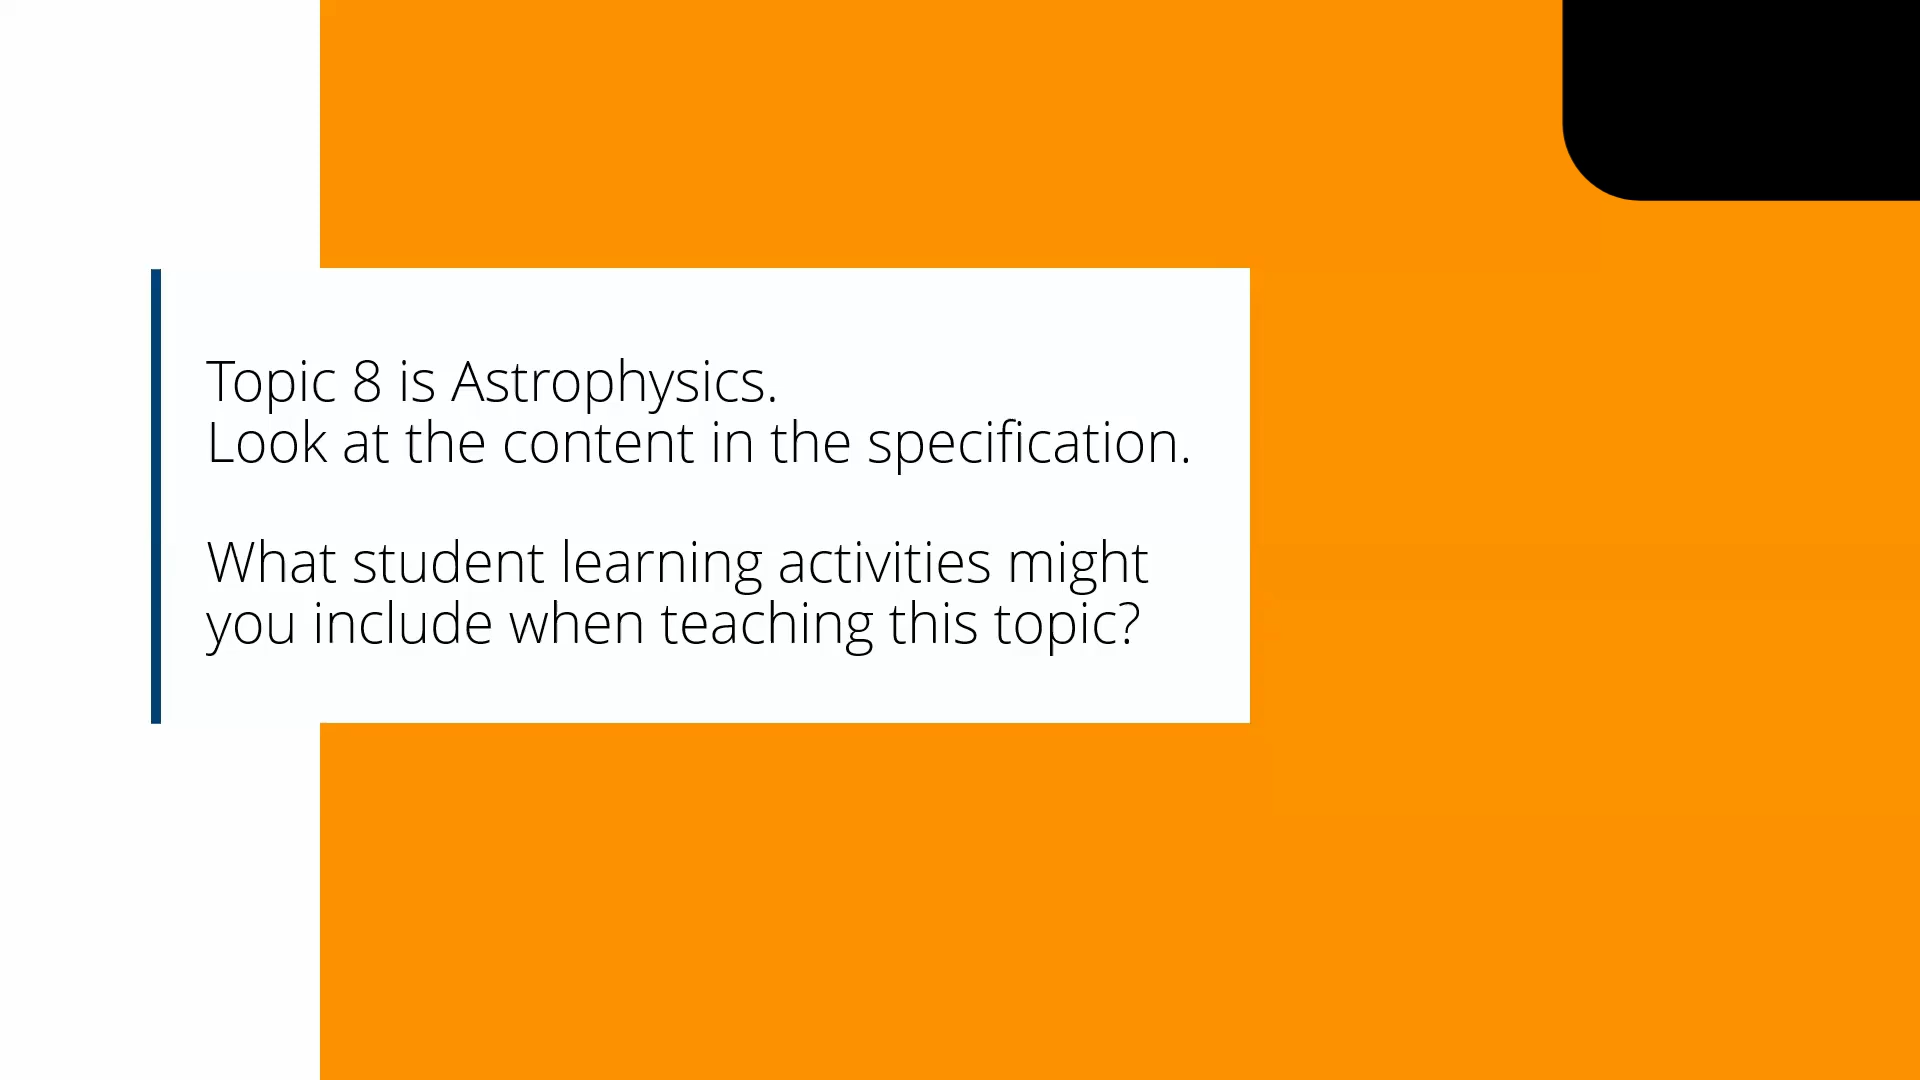 Topic 8 is Astrophysics.
Look at the content in the specification.
What student learning activities might
you include when teaching this topic?